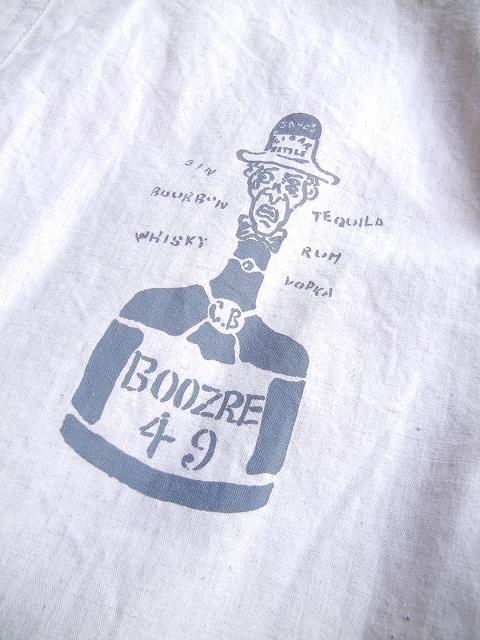 GIN
BOURBON
WHISKY
TEQUILA
RUM
VODKA
C.B
BOOZRE
49